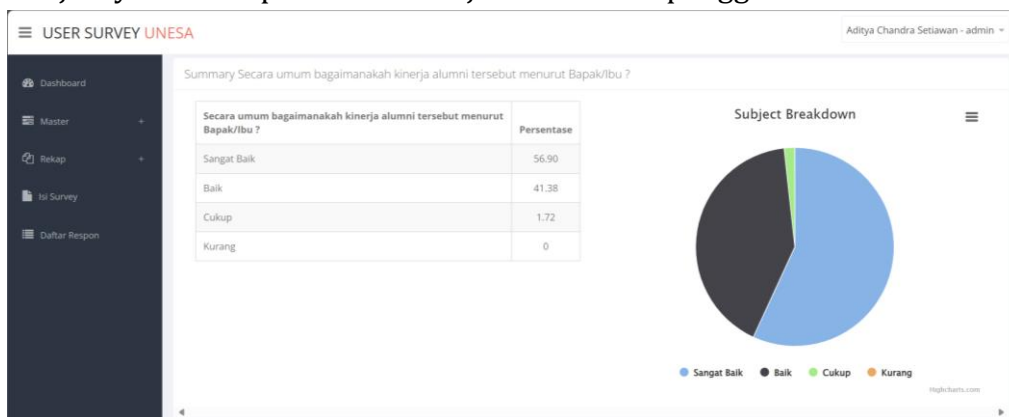 USER SURVEY UNESA
Aditya Chandra Setiawan - admin
Dashboard
Master +
Rekap +
Isi Survey
Daftar Respon
Summary Secara umum bagaimanakah kinerja alumni tersebut menurut Bapak/Ibu ?
Secara umum bagaimanakah kinerja alumni tersebut menurut
Bapak/Ibu ? Persentase
Sangat Baik 56.90
Baik 41.38
Cukup 1.72
Kurang 0
Subject Breakdown
Sangat Baik Baik Cukup Kurang
Highcharts.com